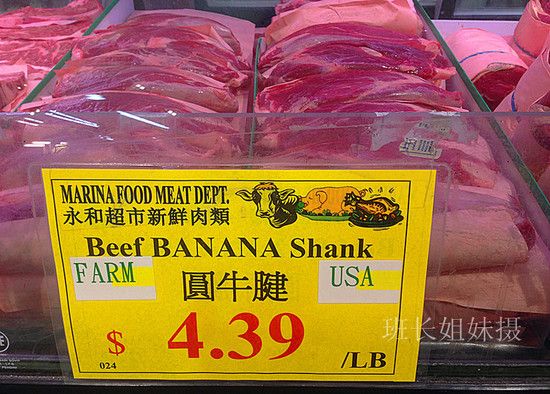 MARINA FOOD MEAT DEPT.
永和超市新鮮肉類
Beef BANANA Shank
FARM
圓牛腱
USA
$ 4.39 /LB
024
班长姐妹摄